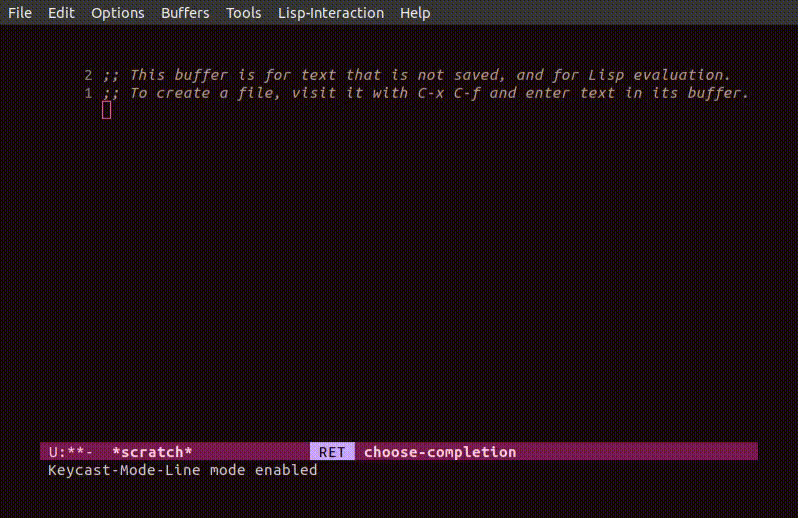 File Edit Options Buffers Tools Lisp-Interaction Help
2 ;; This buffer is for text that is not saved, and for Lisp evaluation.
1 ;; To create a file, visit it with C-x C-f and enter text in its buffer.
U:**- *scratch* RET choose-completion
Keycast-Mode-Line mode enabled